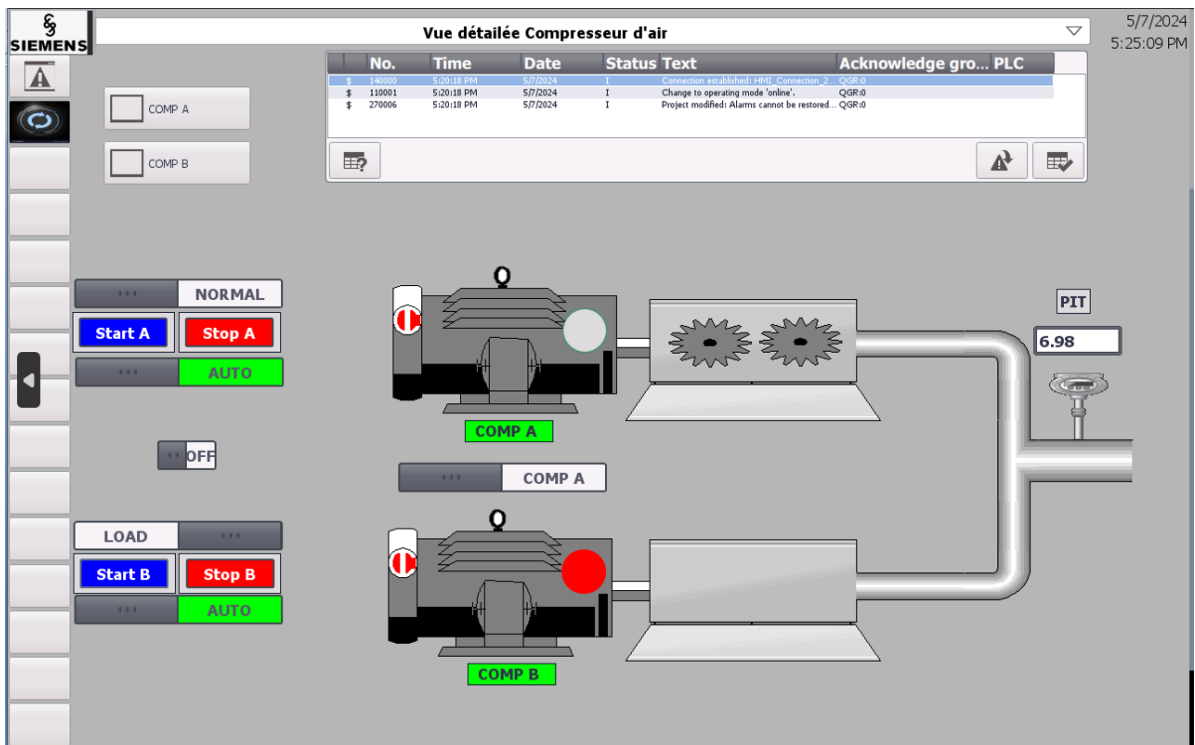 SIEMENS
Vue détailée Compresseur d'air
5/7/2024
5:25:09 PM
No. Time Date Status Text Acknowledge gro... PLC
$ 140000 5:20:18 PM 5/7/2024 I Connection established: HMI_Connection_2... QGR:0
$ 110001 5:20:18 PM 5/7/2024 I Change to operating mode 'online'. QGR:0
$ 270006 5:20:18 PM 5/7/2024 I Project modified: Alarms cannot be restored... QGR:0
COMP A
COMP B
NORMAL
Start A Stop A
AUTO
PIT
6.98
COMP A
OFF
COMP A
LOAD
Start B Stop B
AUTO
COMP B